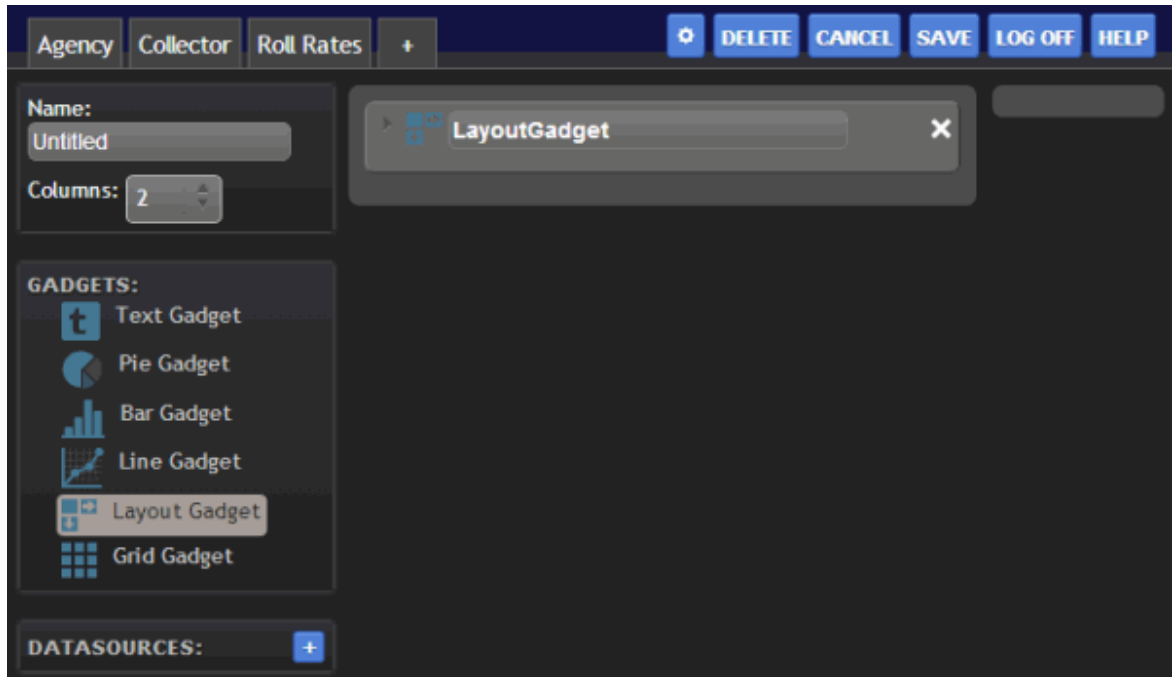 Agency Collector Roll Rates + DELETE CANCEL SAVE LOG OFF HELP
Name:
Untitled
Columns: 2
LayoutGadget
GADGETS:
t Text Gadget
Pie Gadget
Bar Gadget
Line Gadget
Layout Gadget
Grid Gadget
DATASOURCES: +